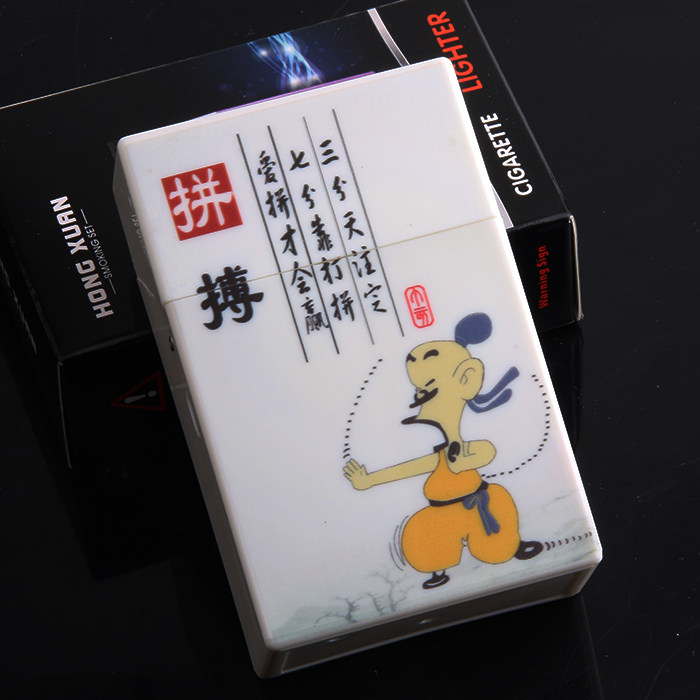 拼
搏
三分天注定
七分靠打拼
爱拼才会赢
HONG XUAN
SMOKING SET
CIGARETTE
LIGHTER
Warning Sign